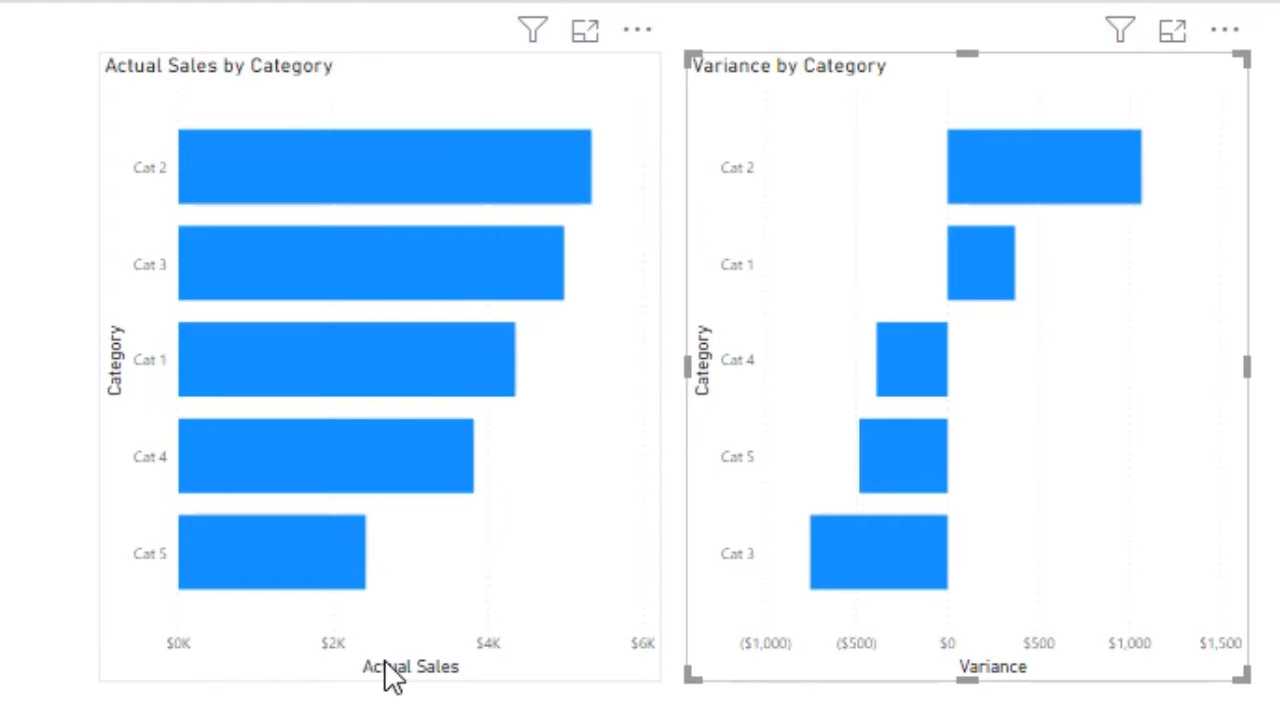 Actual Sales by Category
Category
Cat 2
Cat 3
Cat 1
Cat 4
Cat 5
$0K $2K $4K $6K
Actual Sales
Variance by Category
Category
Cat 2
Cat 1
Cat 4
Cat 5
Cat 3
($1,000) ($500) $0 $500 $1,000 $1,500
Variance